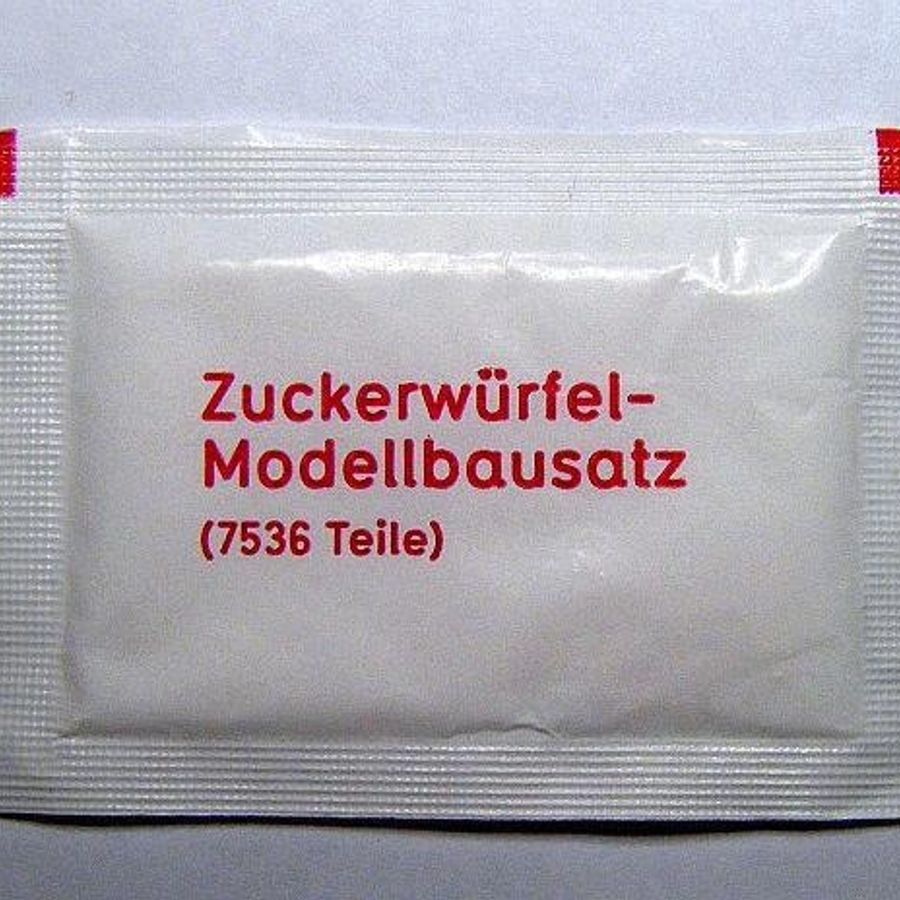 Zuckerwürfel-
Modellbausatz
(7536 Teile)